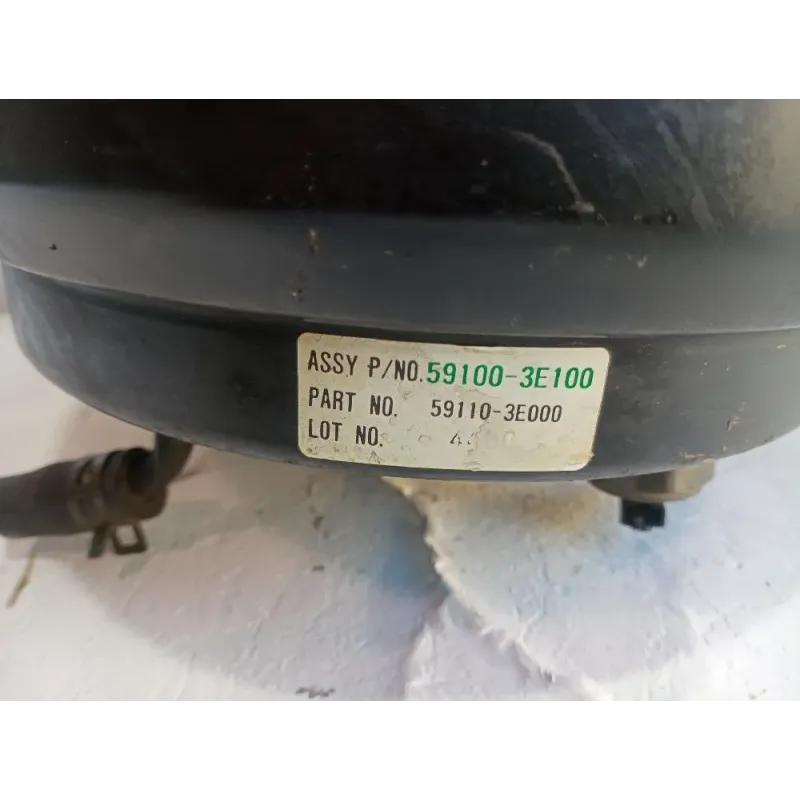 ASSY P/NO. 59100-3E100
PART NO. 59110-3E000
LOT NO.